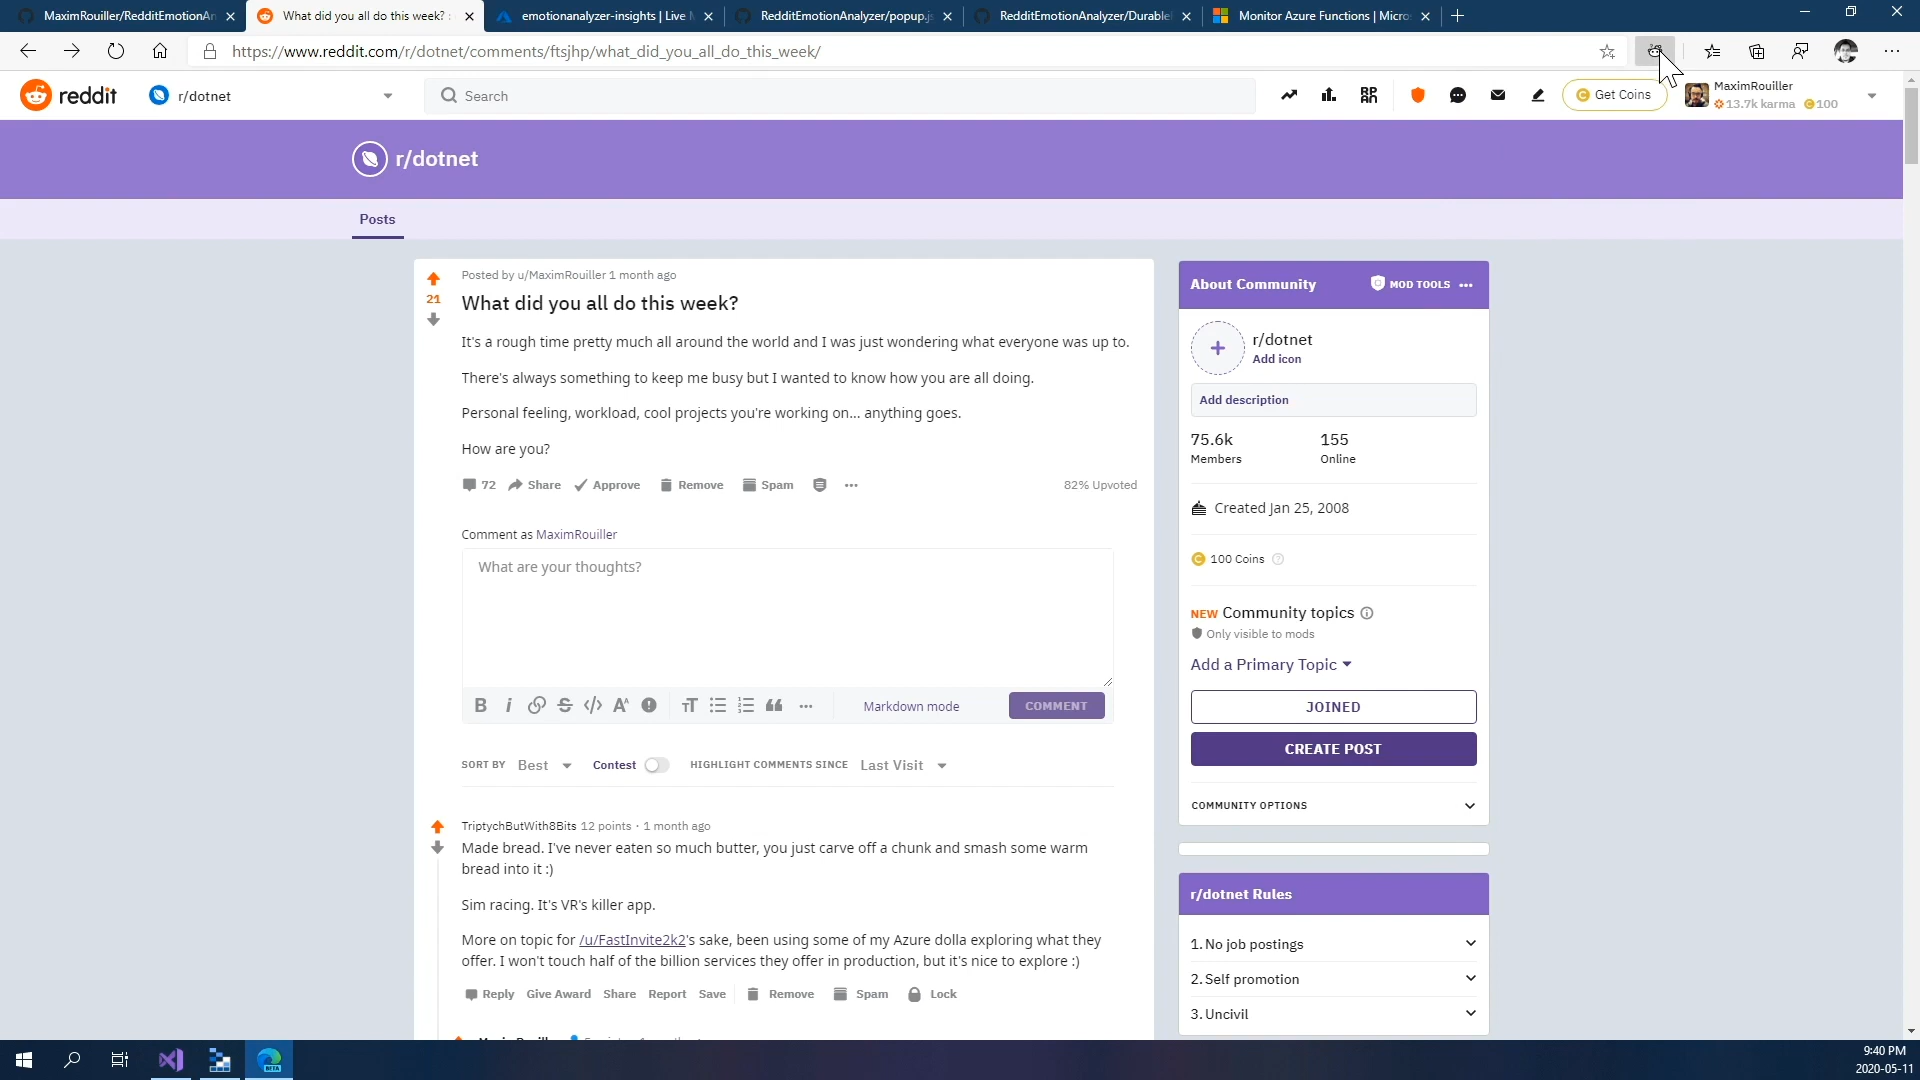 MaximRouiller/RedditEmotionAn
What did you all do this week? :
emotionanalyzer-insights | Live M
RedditEmotionAnalyzer/popup.js
RedditEmotionAnalyzer/Durable
Monitor Azure Functions | Micros
https://www.reddit.com/r/dotnet/comments/ftsjhp/what_did_you_all_do_this_week/
reddit
r/dotnet
Search
Get Coins
MaximRouiller
13.7k karma
100
r/dotnet
Posts
21
Posted by u/MaximRouiller 1 month ago
What did you all do this week?
It's a rough time pretty much all around the world and I was just wondering what everyone was up to.
There's always something to keep me busy but I wanted to know how you are all doing.
Personal feeling, workload, cool projects you're working on... anything goes.
How are you?
72 Share Approve Remove Spam 82% Upvoted
Comment as MaximRouiller
What are your thoughts?
Markdown mode
COMMENT
SORT BY Best Contest HIGHLIGHT COMMENTS SINCE Last Visit
TriptychButWith8Bits 12 points · 1 month ago
Made bread. I've never eaten so much butter, you just carve off a chunk and smash some warm
bread into it :)
Sim racing. It's VR's killer app.
More on topic for /u/FastInvite2k2's sake, been using some of my Azure dolla exploring what they
offer. I won't touch half of the billion services they offer in production, but it's nice to explore :)
Reply Give Award Share Report Save Remove Spam Lock
About Community
MOD TOOLS
r/dotnet
Add icon
Add description
75.6k
155
Members
Online
Created Jan 25, 2008
100 Coins
NEW Community topics
Only visible to mods
Add a Primary Topic
JOINED
CREATE POST
COMMUNITY OPTIONS
r/dotnet Rules
1. No job postings
2. Self promotion
3. Uncivil
BETA
9:40 PM
2020-05-11